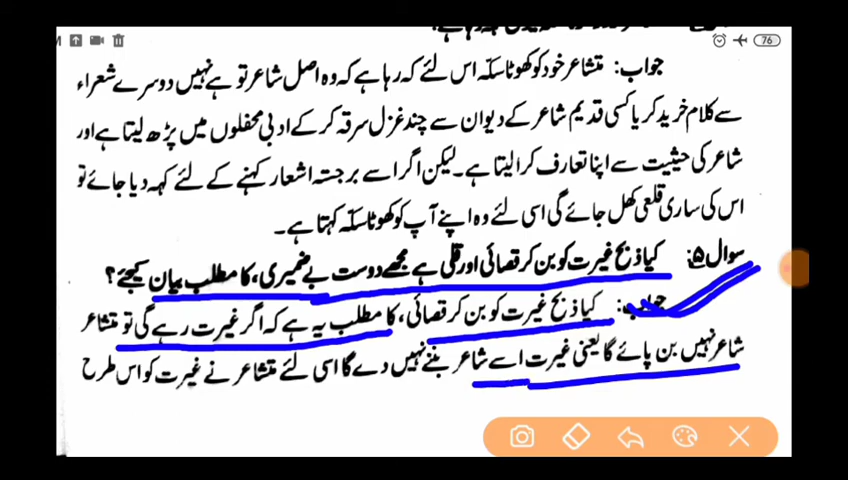 76
جواب: متشاعر خود کو کھوٹا سکہ اس لئے کہہ رہا ہے کہ وہ اصل شاعر تو ہے نہیں دوسرے شعراء
سے کلام خرید کر یا کسی قدیم شاعر کے دیوان سے چند غزل سرقہ کر کے ادبی محفلوں میں پڑھ لیتا ہے اور
شاعر کی حیثیت سے اپنا تعارف کرالیتا ہے۔ لیکن اگر اسے برجستہ اشعار کہنے کے لئے کہہ دیا جائے تو
اس کی ساری قلعی کھل جائے گی اسی لئے وہ اپنے آپ کو کھوٹا سکہ کہتا ہے۔
سوال ۵: کیا ذبح غیرت کو بن کر قصائی اور قلی ہے مجھے دوست بے ضمیری، کا مطلب بیان کیجئے؟
جواب: کیا ذبح غیرت کو بن کر قصائی، کا مطلب یہ ہے کہ اگر غیرت رہے گی تو متشاعر
شاعر نہیں بن پائے گا یعنی غیرت اسے شاعر بننے نہیں دے گا اسی لئے متشاعر نے غیرت کو اس طرح